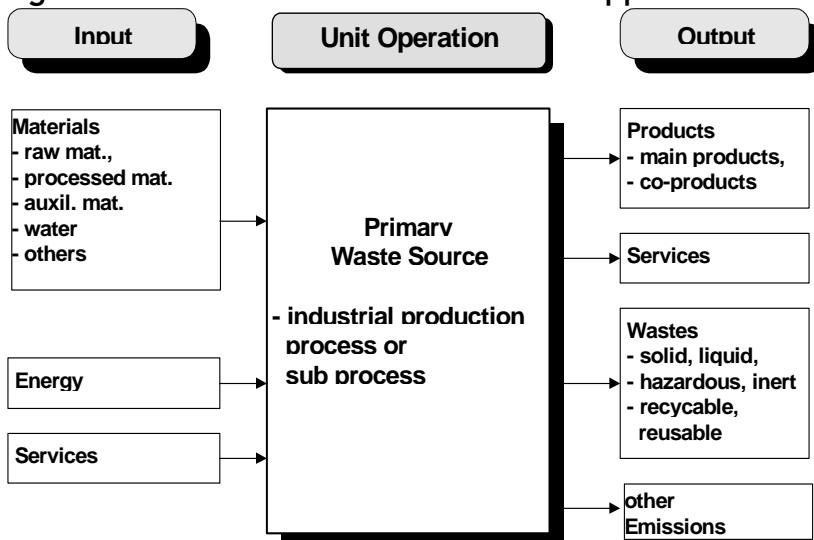 Input
Unit Operation
Output
Materials
- raw mat.,
- processed mat.
- auxil. mat.
- water
- others
Energy
Services
Primary
Waste Source
- industrial production
process or
sub process
Products
- main products,
- co-products
Services
Wastes
- solid, liquid,
- hazardous, inert
- recycable,
reusable
other
Emissions